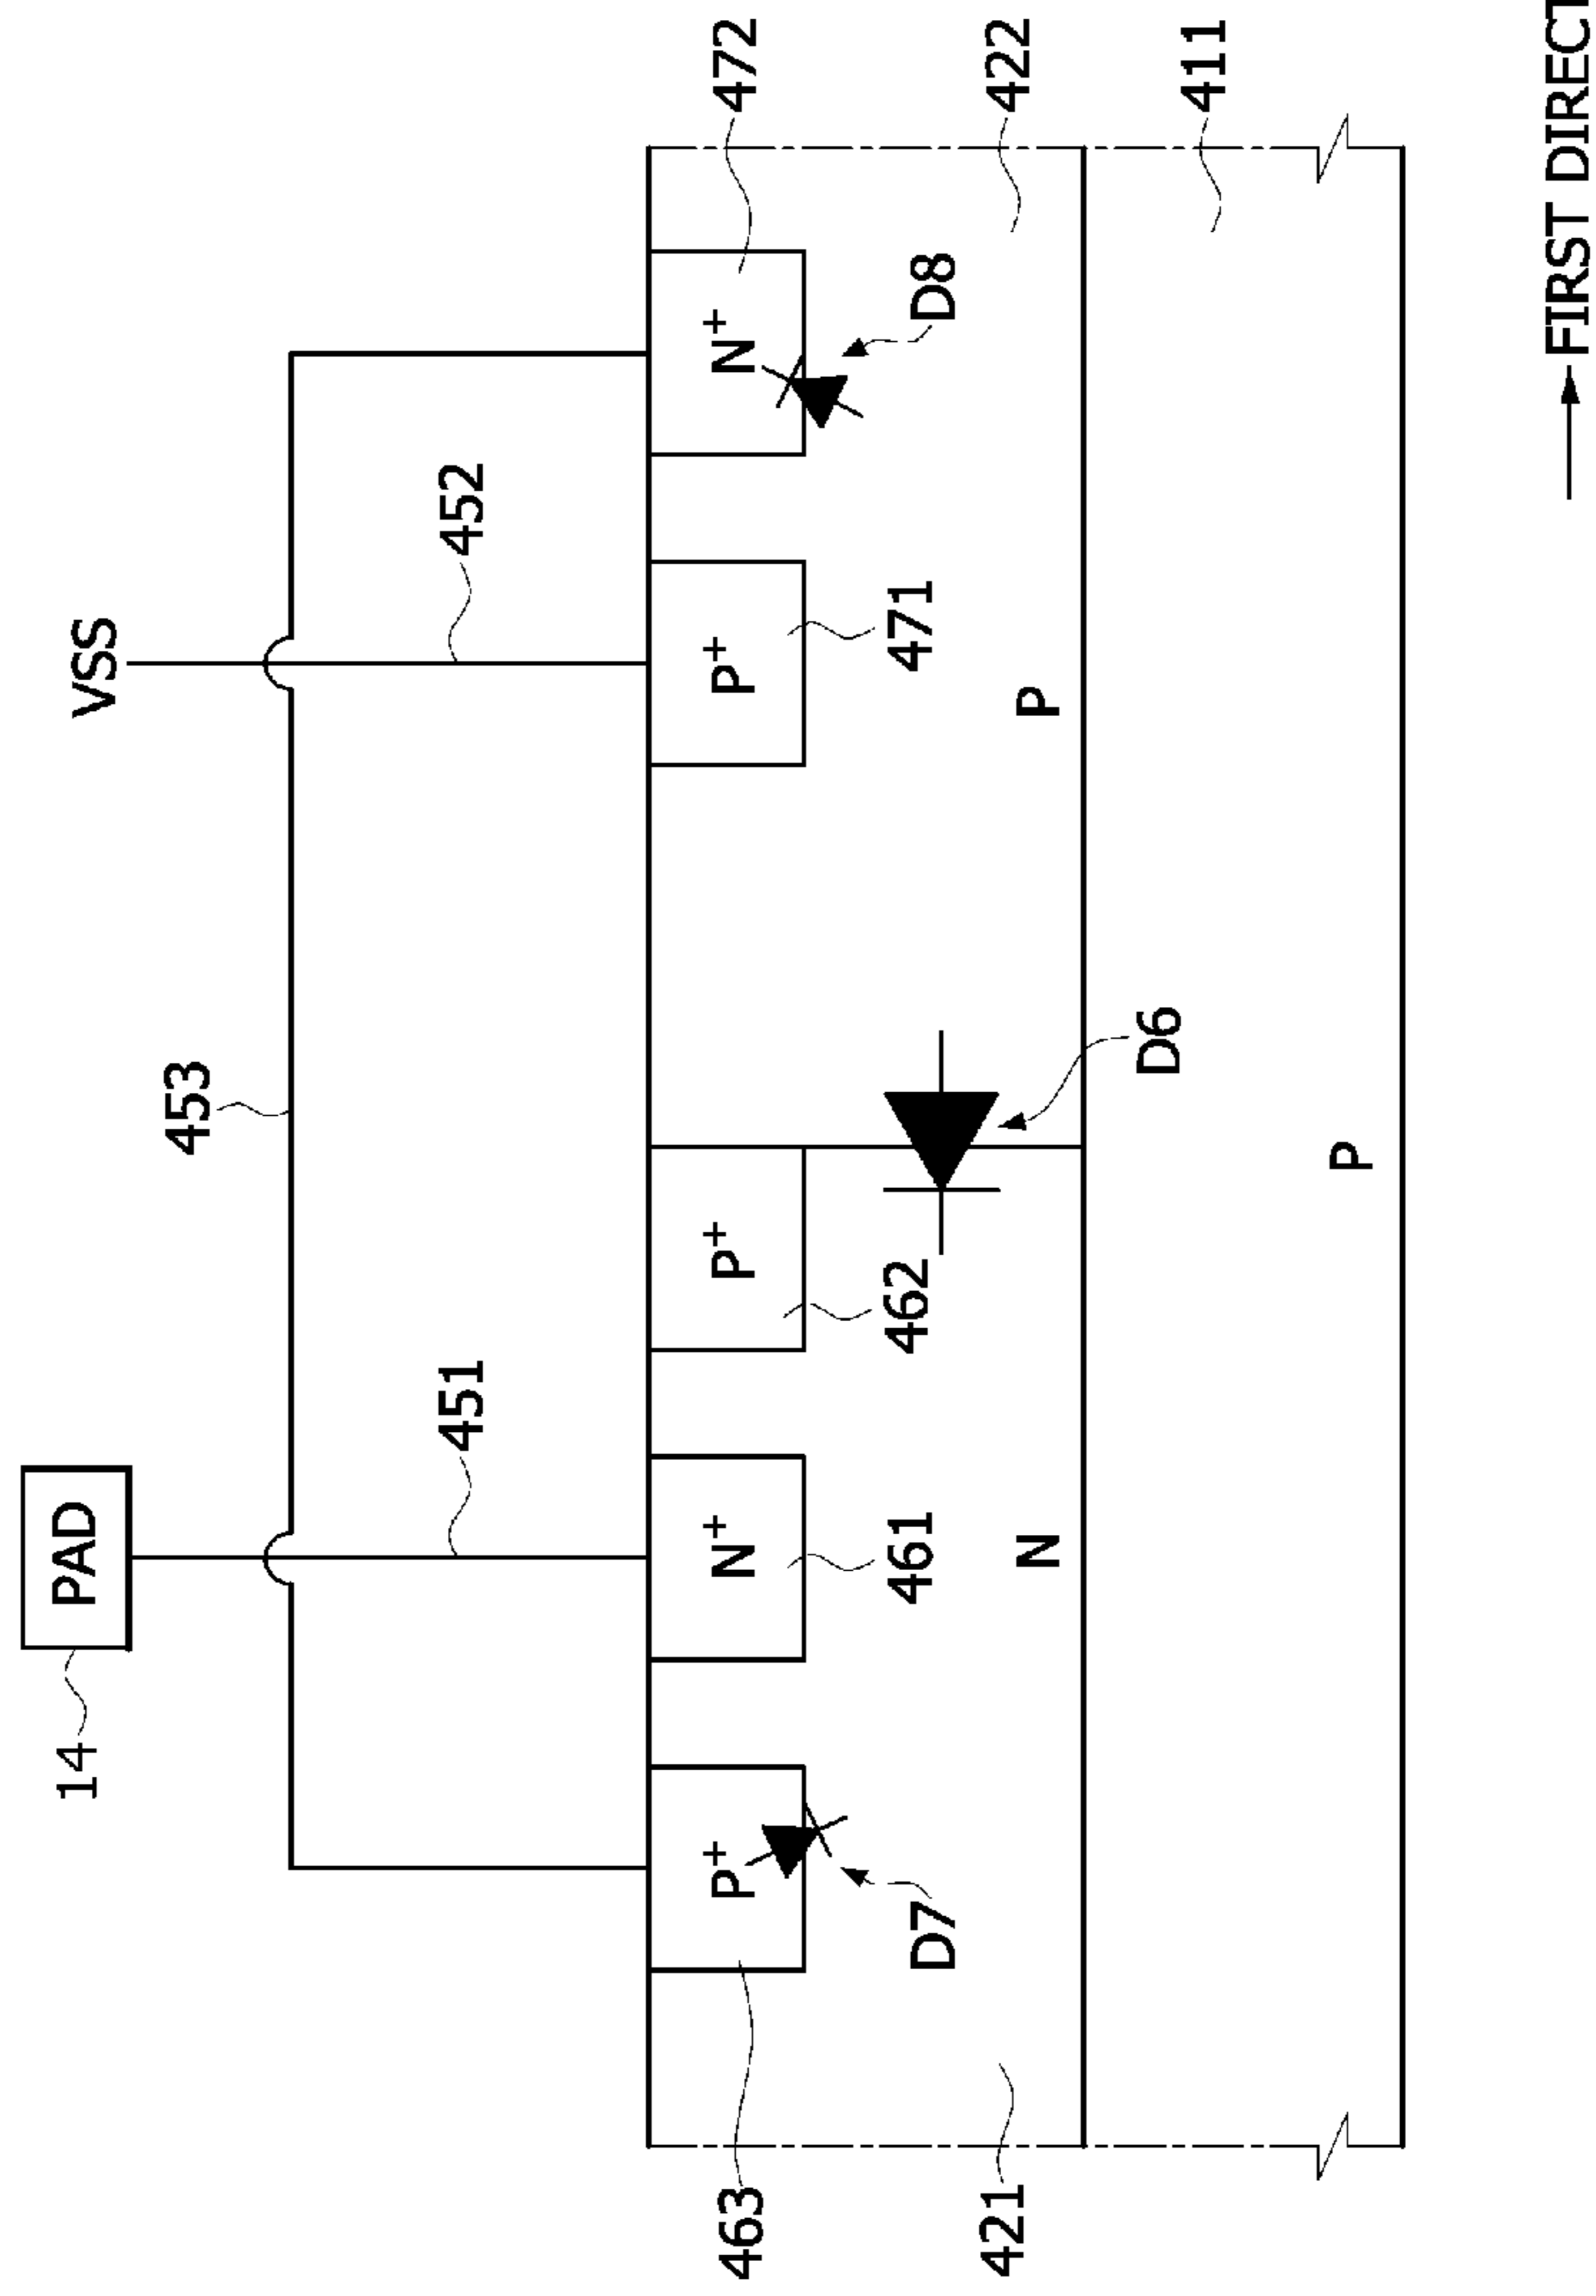 14
PAD
VSS
453
451
452
P+
N+
P+
P+
N+
463
472
461
462
471
D7
D8
421
N
P
422
D6
411
P
FIRST DIRECT